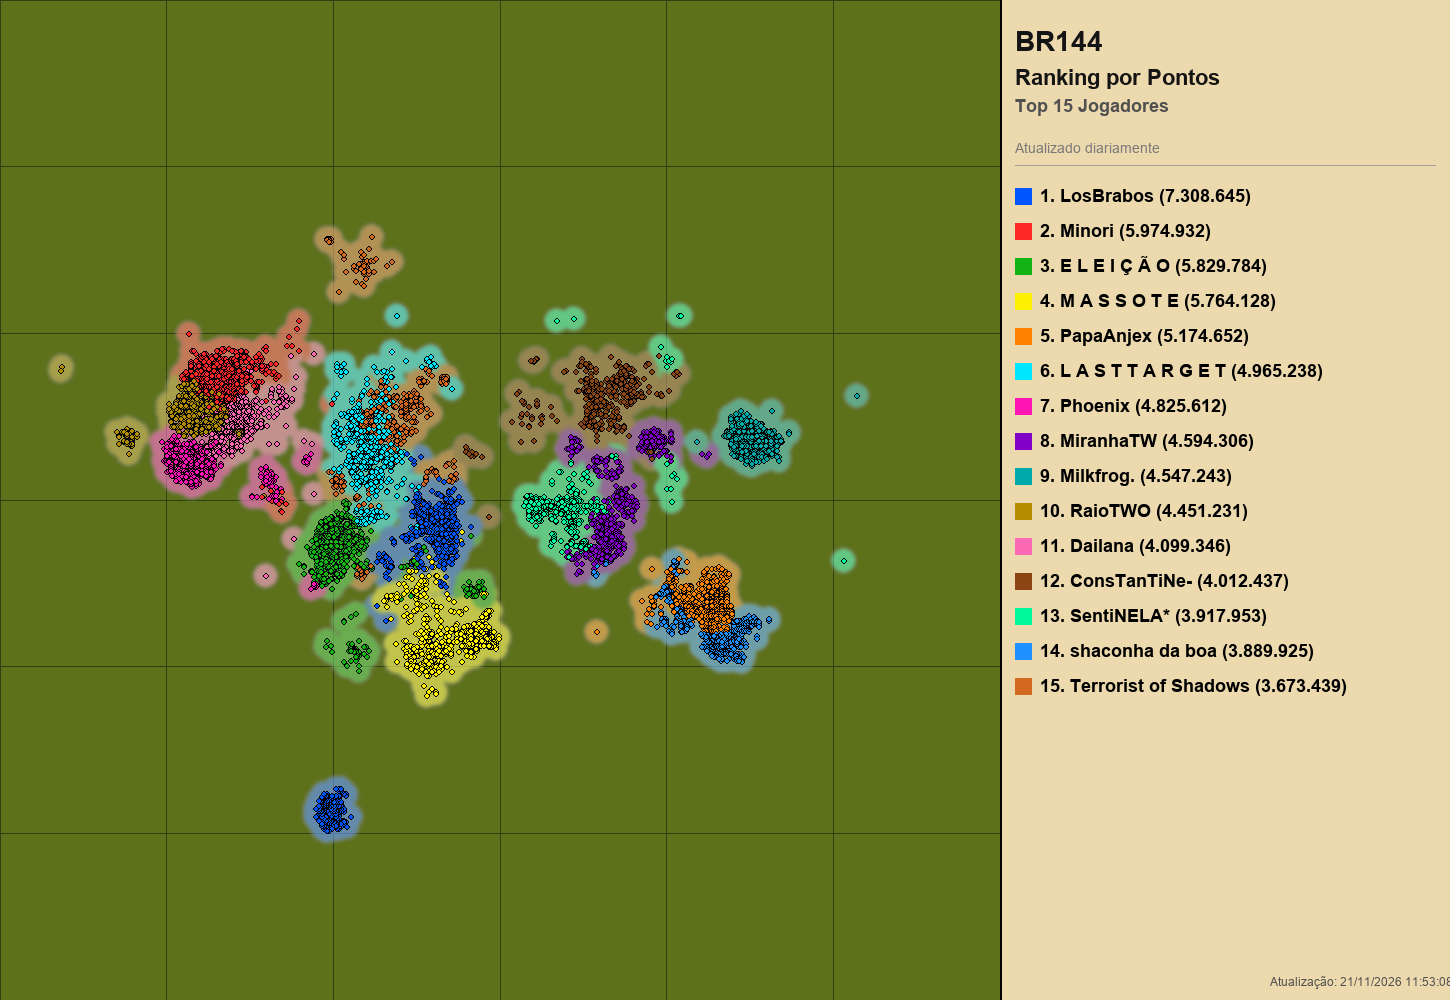 BR144
Ranking por Pontos
Top 15 Jogadores
Atualizado diariamente
1. LosBrabos (7.308.645)
2. Minori (5.974.932)
3. E L E I Ç Ã O (5.829.784)
4. M A S S O T E (5.764.128)
5. PapaAnjex (5.174.652)
6. L A S T T A R G E T (4.965.238)
7. Phoenix (4.825.612)
8. MiranhaTW (4.594.306)
9. Milkfrog. (4.547.243)
10. RaioTWO (4.451.231)
11. Dailana (4.099.346)
12. ConsTanTiNe- (4.012.437)
13. SentiNELA* (3.917.953)
14. shaconha da boa (3.889.925)
15. Terrorist of Shadows (3.673.439)
Atualização: 21/11/2026 11:53:08